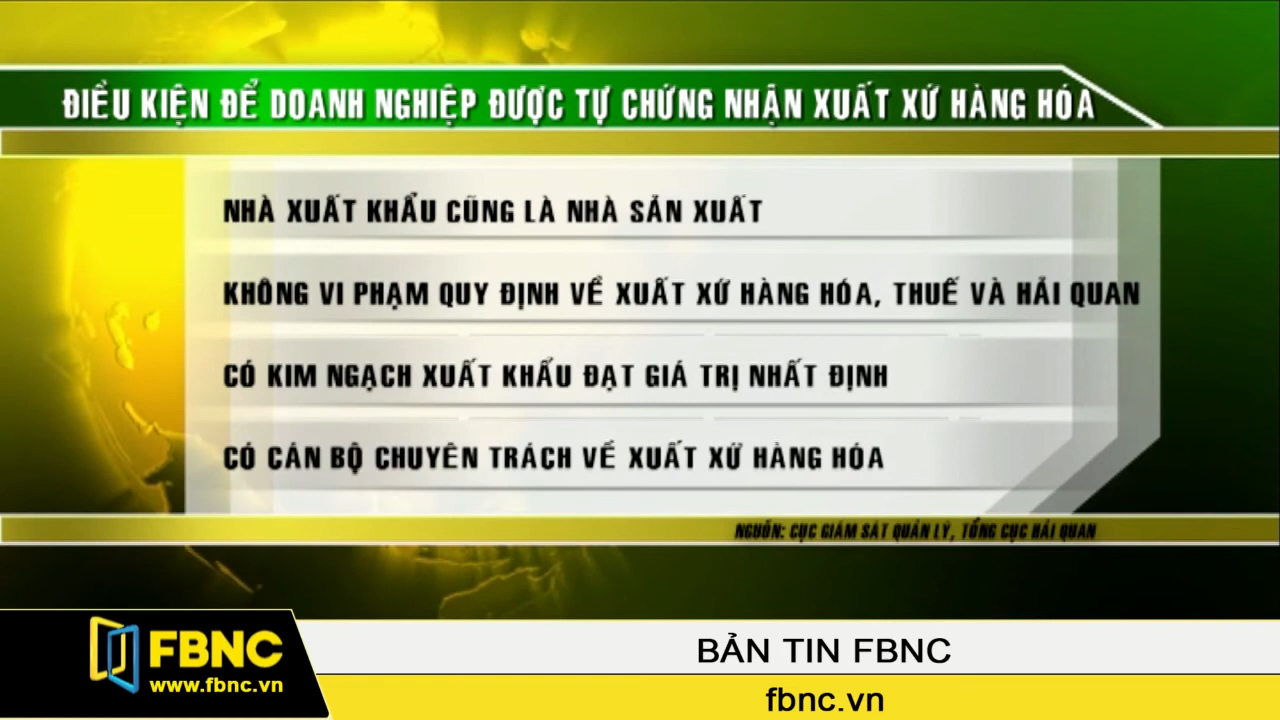 ĐIỀU KIỆN ĐỂ DOANH NGHIỆP ĐƯỢC TỰ CHỨNG NHẬN XUẤT XỨ HÀNG HÓA
NHÀ XUẤT KHẨU CŨNG LÀ NHÀ SẢN XUẤT
KHÔNG VI PHẠM QUY ĐỊNH VỀ XUẤT XỨ HÀNG HÓA, THUẾ VÀ HẢI QUAN
CÓ KIM NGẠCH XUẤT KHẨU ĐẠT GIÁ TRỊ NHẤT ĐỊNH
CÓ CÁN BỘ CHUYÊN TRÁCH VỀ XUẤT XỨ HÀNG HÓA
NGUỒN: CỤC GIÁM SÁT QUẢN LÝ, TỔNG CỤC HẢI QUAN
FBNC
www.fbnc.vn
BẢN TIN FBNC
fbnc.vn